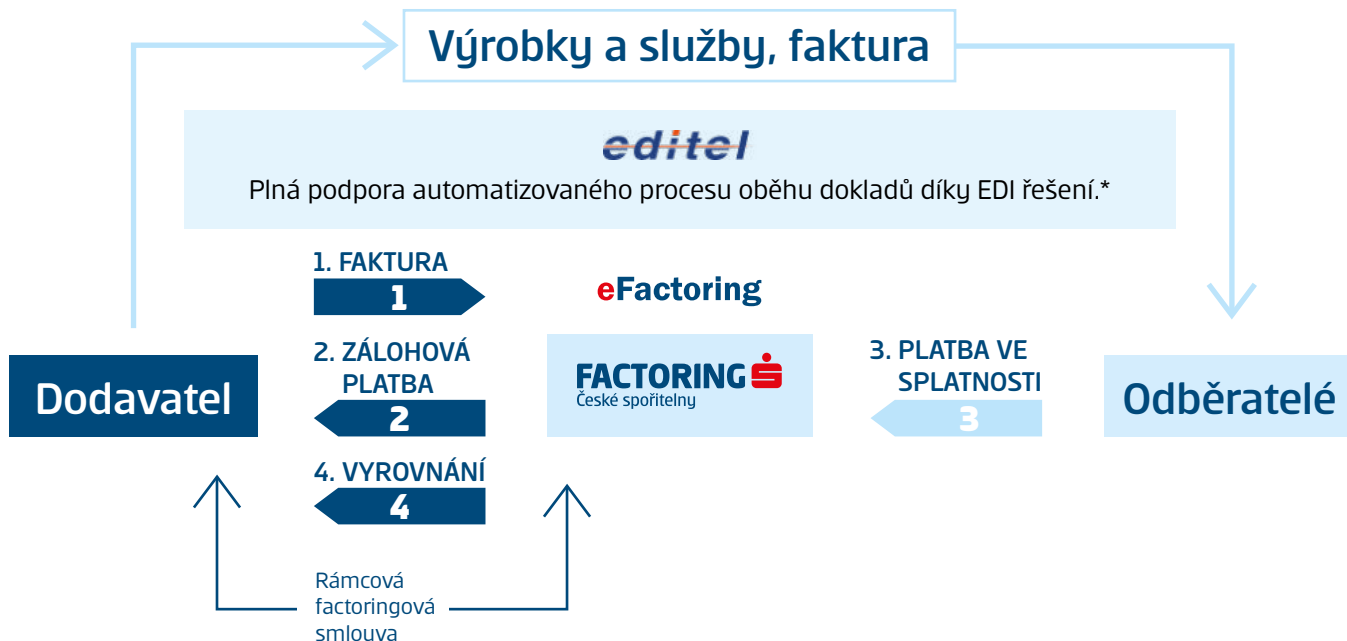 Výrobky a služby, faktura
editel
Plná podpora automatizovaného procesu oběhu dokladů díky EDI řešení.*
1. FAKTURA
1
eFactoring
Dodavatel
2. ZÁLOHOVÁ
PLATBA
2
FACTORING
České spořitelny
3. PLATBA VE
SPLATNOSTI
3
Odběratelé
4. VYROVNÁNÍ
4
Rámcová
factoringová
smlouva